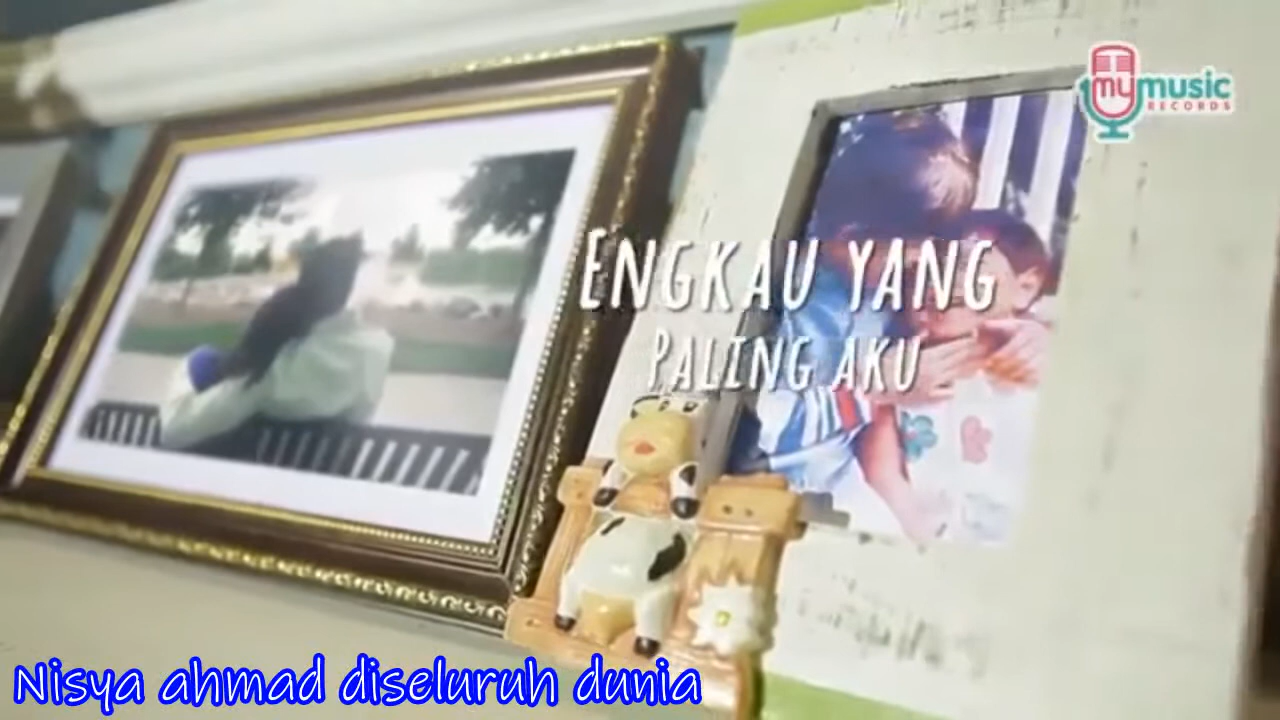 my music
RECORDS
ENGKAU YANG
PALING AKU
Nisya ahmad diseluruh dunia